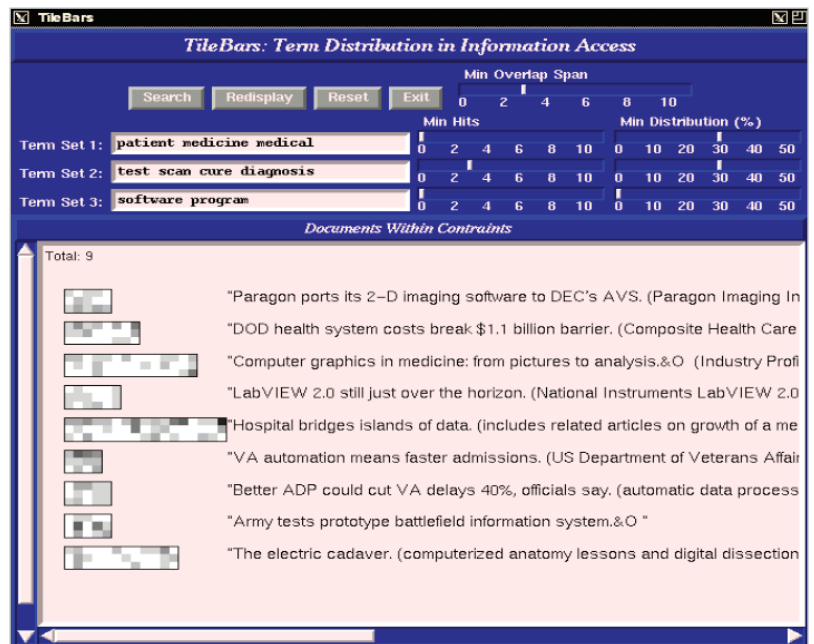 TileBars
TileBars: Term Distribution in Information Access
Min Overlap Span
Search Redisplay Reset Exit
0 2 4 6 8 10
Min Hits Min Distribution (%)
Term Set 1: patient medicine medical
0 2 4 6 8 10 0 10 20 30 40 50
Term Set 2: test scan cure diagnosis
0 2 4 6 8 10 0 10 20 30 40 50
Term Set 3: software program
0 2 4 6 8 10 0 10 20 30 40 50
Documents Within Contraints
Total: 9
"Paragon ports its 2-D imaging software to DEC's AVS. (Paragon Imaging In
"DOD health system costs break $1.1 billion barrier. (Composite Health Care
"Computer graphics in medicine: from pictures to analysis.&O (Industry Profi
"LabVIEW 2.0 still just over the horizon. (National Instruments LabVIEW 2.0
"Hospital bridges islands of data. (includes related articles on growth of a me
"VA automation means faster admissions. (US Department of Veterans Affair
"Better ADP could cut VA delays 40%, officials say. (automatic data process
"Army tests prototype battlefield information system.&O "
"The electric cadaver. (computerized anatomy lessons and digital dissection